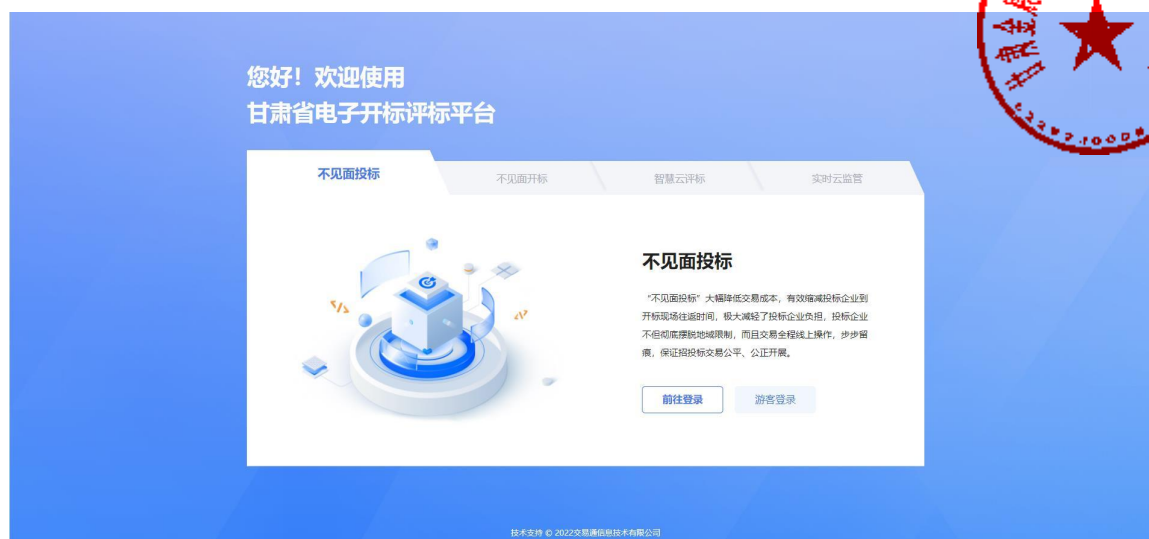 您好！欢迎使用
甘肃省电子开标评标平台
不见面投标
不见面开标
智慧云评标
实时云监管
不见面投标
“不见面投标”大幅降低交易成本，有效缩减投标企业到
开标现场往返时间，极大减轻了投标企业负担，投标企业
不但彻底摆脱地域限制，而且交易全程线上操作，步步留
痕，保证招投标交易公平、公正开展。
前往登录
游客登录
技术支持 © 2022交易通信息技术有限公司